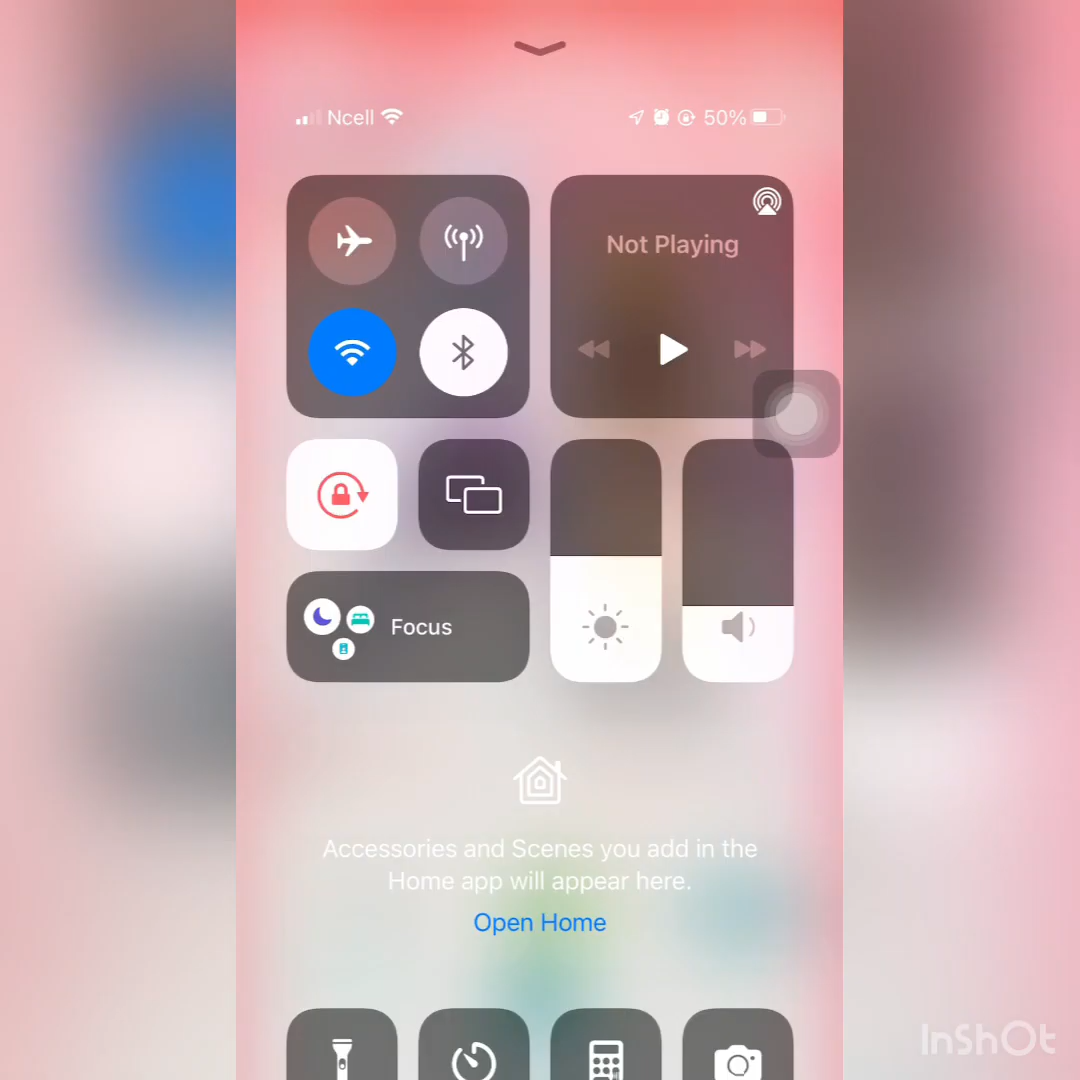 Ncell 50%
Not Playing
Focus
Accessories and Scenes you add in the
Home app will appear here.
Open Home
InShOt